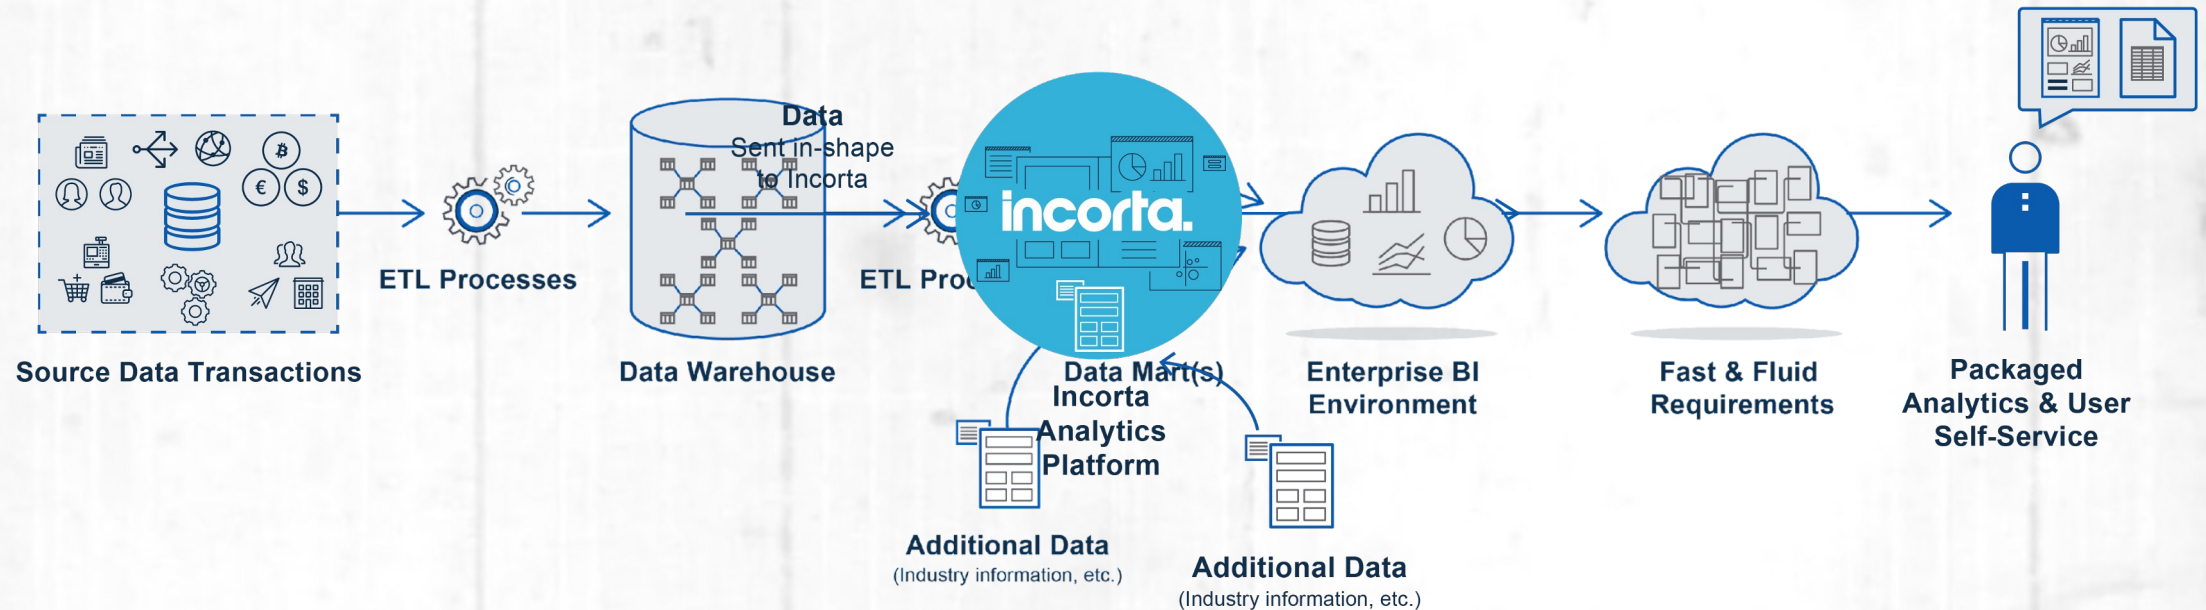 Source Data Transactions
ETL Processes
Data Warehouse
Data
Sent in-shape
to Incorta
ETL Proc
incorta.
Data Mart(s)
Incorta
Analytics
Platform
Additional Data
(Industry information, etc.)
Additional Data
(Industry information, etc.)
Enterprise BI
Environment
Fast & Fluid
Requirements
Packaged
Analytics & User
Self-Service